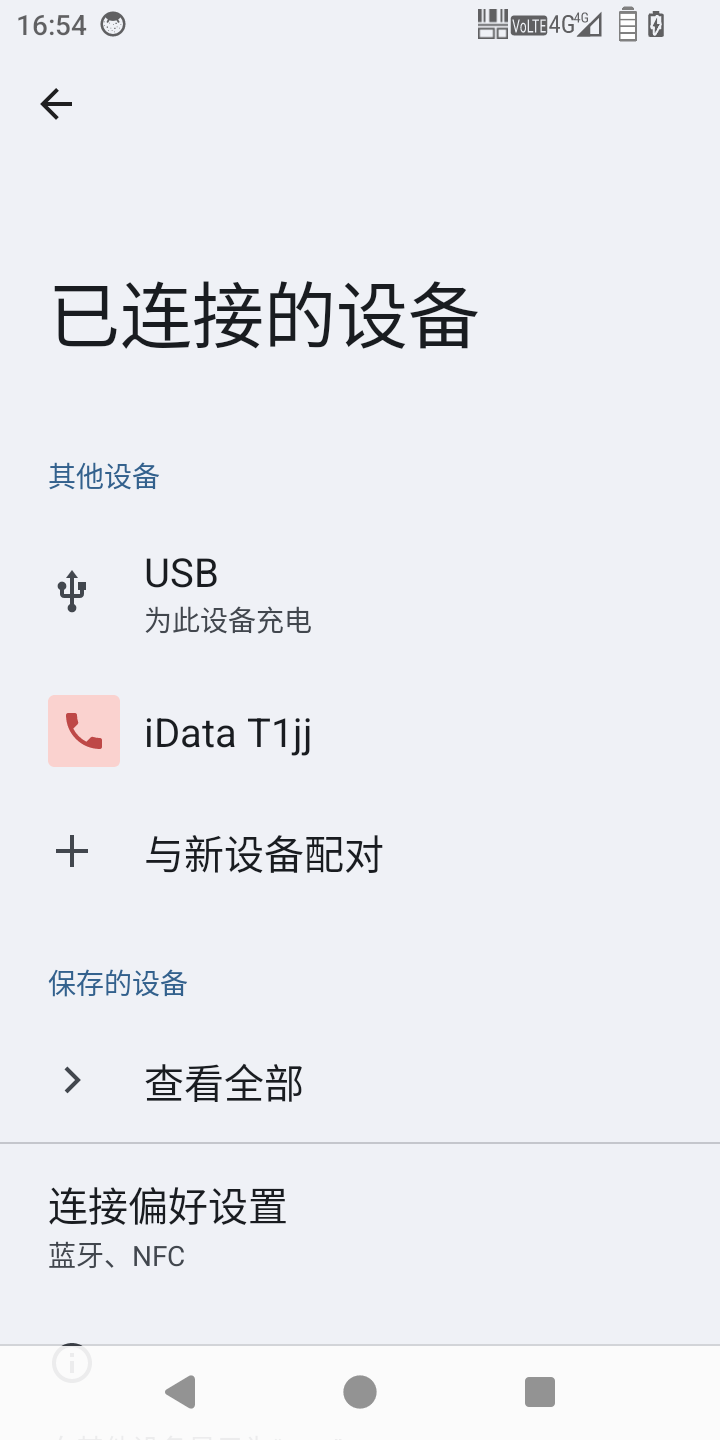 16:54
VoLTE 4G 4G
已连接的设备
其他设备
USB
为此设备充电
iData T1jj
与新设备配对
保存的设备
查看全部
连接偏好设置
蓝牙、NFC